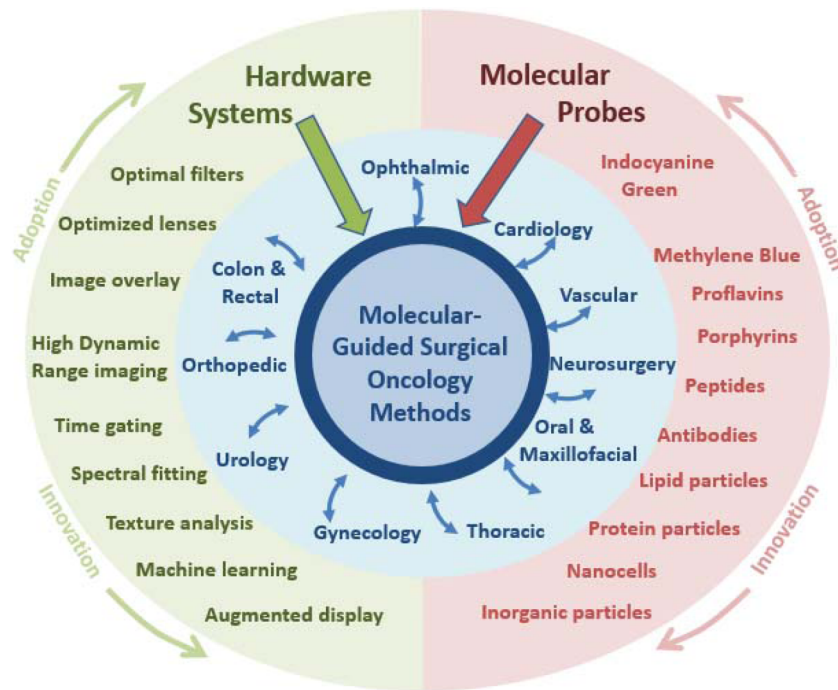 Hardware
Systems
Molecular
Probes
Adoption
Innovation
Optimal filters
Optimized lenses
Image overlay
High Dynamic
Range imaging
Time gating
Spectral fitting
Texture analysis
Machine learning
Augmented display
Ophthalmic
Cardiology
Vascular
Neurosurgery
Oral &
Maxillofacial
Thoracic
Gynecology
Urology
Orthopedic
Colon &
Rectal
Molecular-
Guided Surgical
Oncology
Methods
Indocyanine
Green
Methylene Blue
Proflavins
Porphyrins
Peptides
Antibodies
Lipid particles
Protein particles
Nanocells
Inorganic particles
Adoption
Innovation